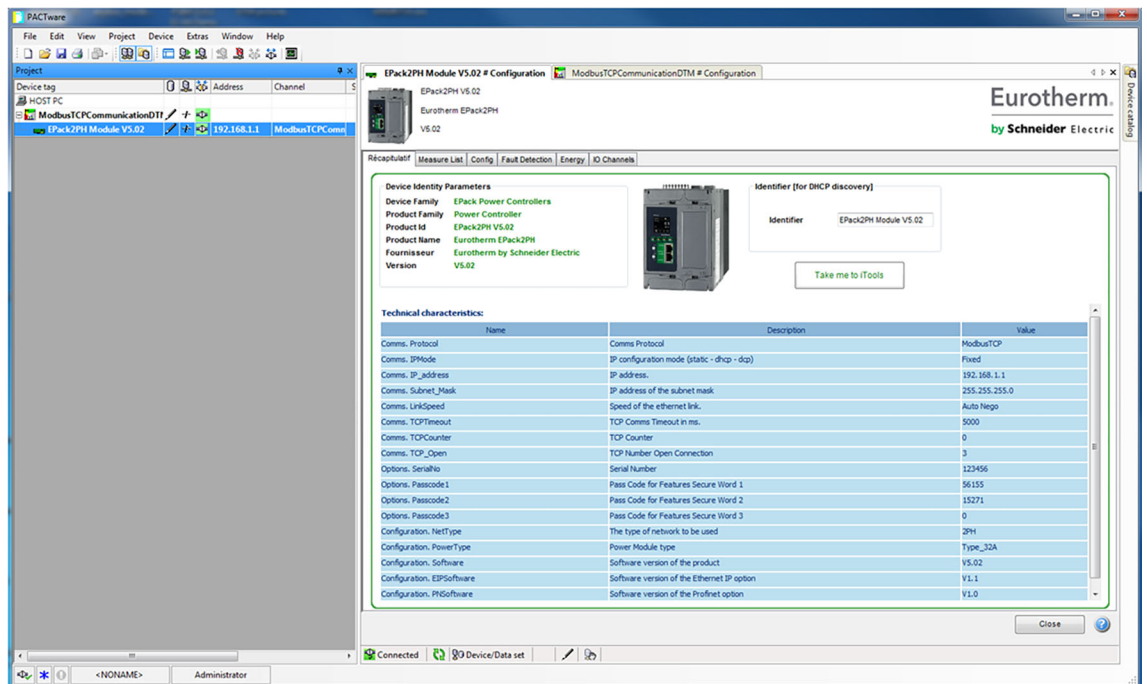 PACTware
File Edit View Project Device Extras Window Help
Project
Device tag Address Channel S
HOST PC
ModbusTCPCommunicationDTM
EPack2PH Module V5.02 192.168.1.1 ModbusTCPComm
EPack2PH Module V5.02 # Configuration ModbusTCPCommunicationDTM # Configuration
Device catalog
EPack2PH V5.02
Eurotherm EPack2PH
V5.02
Eurotherm.
by Schneider Electric
Récapitulatif Measure List Config Fault Detection Energy IO Channels
Device Identity Parameters
Device Family EPack Power Controllers
Product Family Power Controller
Product Id EPack2PH V5.02
Product Name Eurotherm EPack2PH
Fournisseur Eurotherm by Schneider Electric
Version V5.02
Identifier [for DHCP discovery]
Identifier EPack2PH Module V5.02
Take me to iTools
Technical characteristics:
Name Description Value
Comms. Protocol Comms Protocol ModbusTCP
Comms. IPMode IP configuration mode (static - dhcp - dcp) Fixed
Comms. IP_address IP address. 192.168.1.1
Comms. Subnet_Mask IP address of the subnet mask 255.255.255.0
Comms. LinkSpeed Speed of the ethernet link. Auto Nego
Comms. TCPTimeout TCP Comms Timeout in ms. 5000
Comms. TCPCounter TCP Counter 0
Comms. TCP_Open TCP Number Open Connection 3
Options. SerialNo Serial Number 123456
Options. Passcode1 Pass Code for Features Secure Word 1 56155
Options. Passcode2 Pass Code for Features Secure Word 2 15271
Options. Passcode3 Pass Code for Features Secure Word 3 0
Configuration. NetType The type of network to be used 2PH
Configuration. PowerType Power Module type Type_32A
Configuration. Software Software version of the product V5.02
Configuration. EIPSoftware Software version of the Ethernet IP option V1.1
Configuration. PNSoftware Software version of the Profinet option V1.0
Close
Connected Device/Data set
<NONAME> Administrator